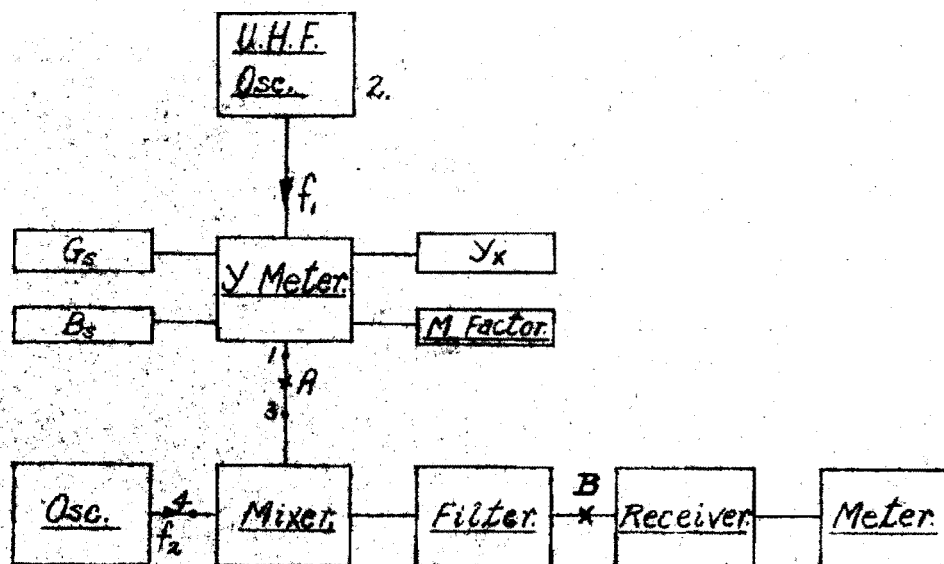 U.H.F.
Osc.
2.
f₁
Gs
Y Meter.
Yx
Bs
M Factor.
1
A
3
Osc.
4
f₂
Mixer.
Filter.
B
Receiver.
Meter.